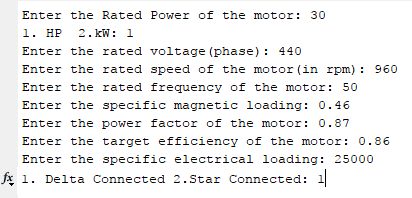 Enter the Rated Power of the motor: 30
1. HP  2.kW: 1
Enter the rated voltage(phase): 440
Enter the rated speed of the motor(in rpm): 960
Enter the rated frequency of the motor: 50
Enter the specific magnetic loading: 0.46
Enter the power factor of the motor: 0.87
Enter the target efficiency of the motor: 0.86
Enter the specific electrical loading: 25000
fx 1. Delta Connected 2.Star Connected: 1